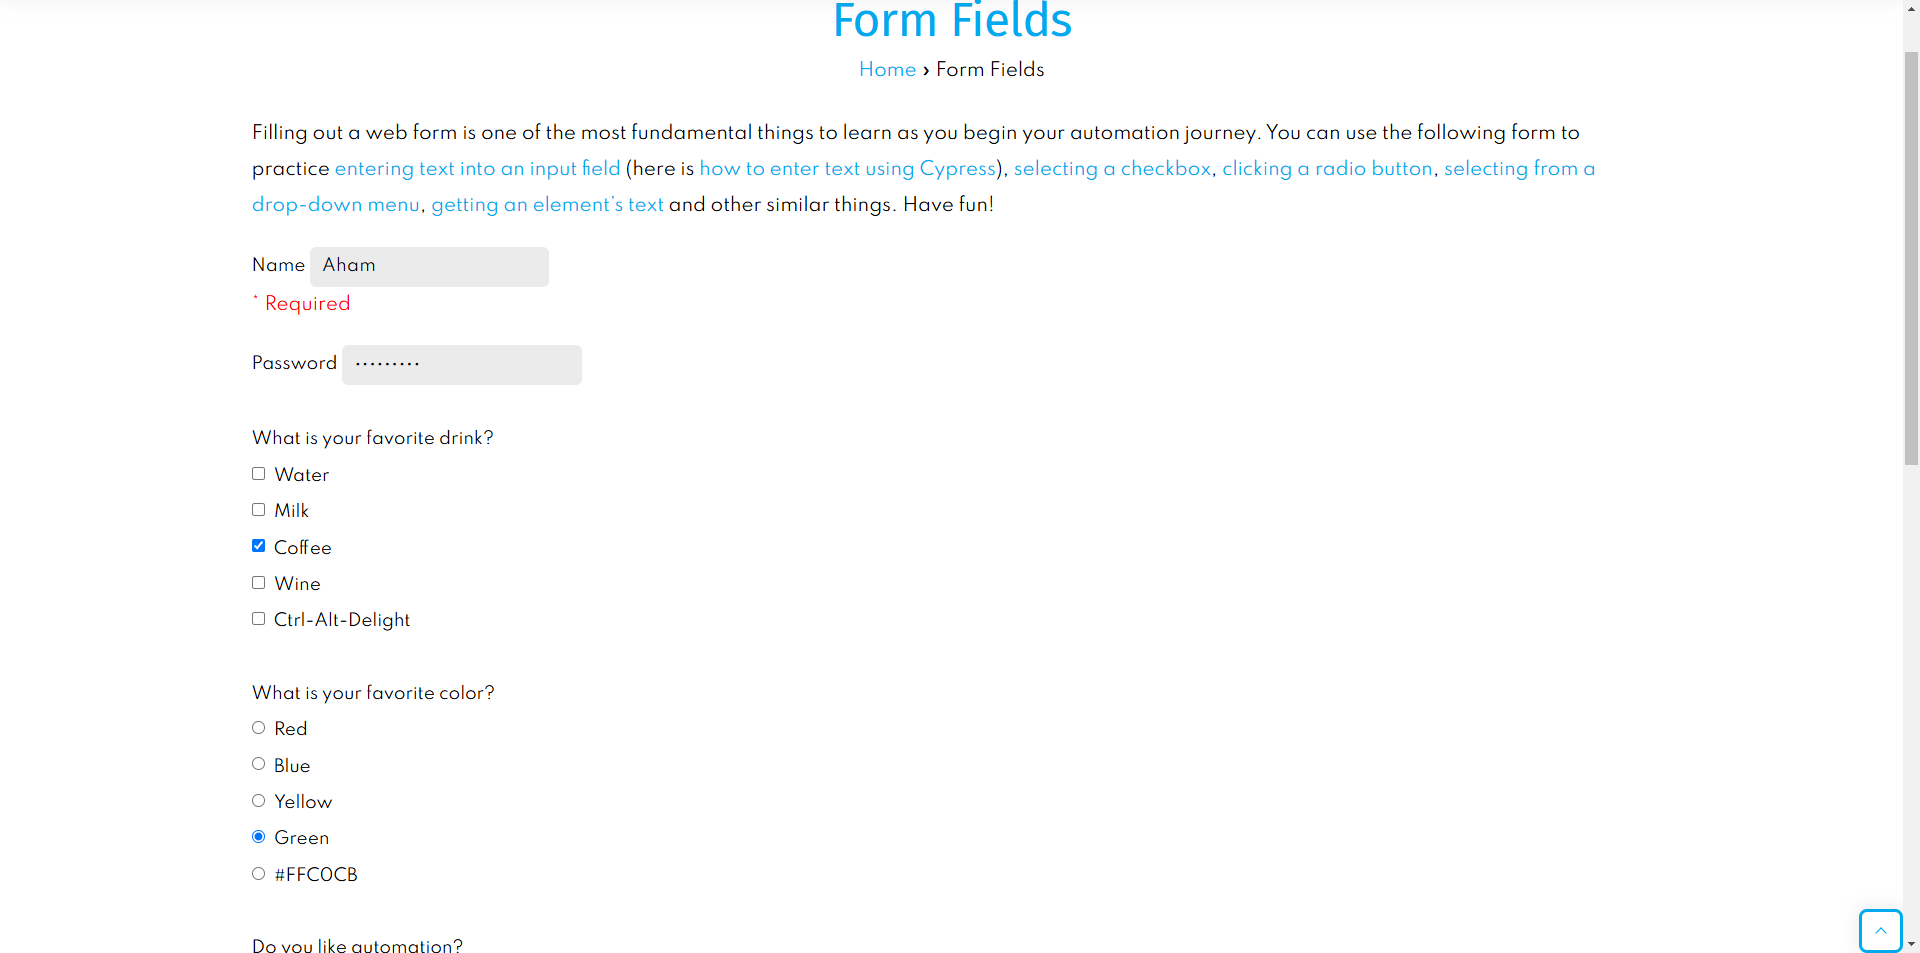 Form Fields
Home › Form Fields
Filling out a web form is one of the most fundamental things to learn as you begin your automation journey. You can use the following form to
practice entering text into an input field (here is how to enter text using Cypress), selecting a checkbox, clicking a radio button, selecting from a
drop-down menu, getting an element's text and other similar things. Have fun!
Name Aham
* Required
Password •••••••••
What is your favorite drink?
Water
Milk
Coffee
Wine
Ctrl-Alt-Delight
What is your favorite color?
Red
Blue
Yellow
Green
#FFC0CB
Do you like automation?